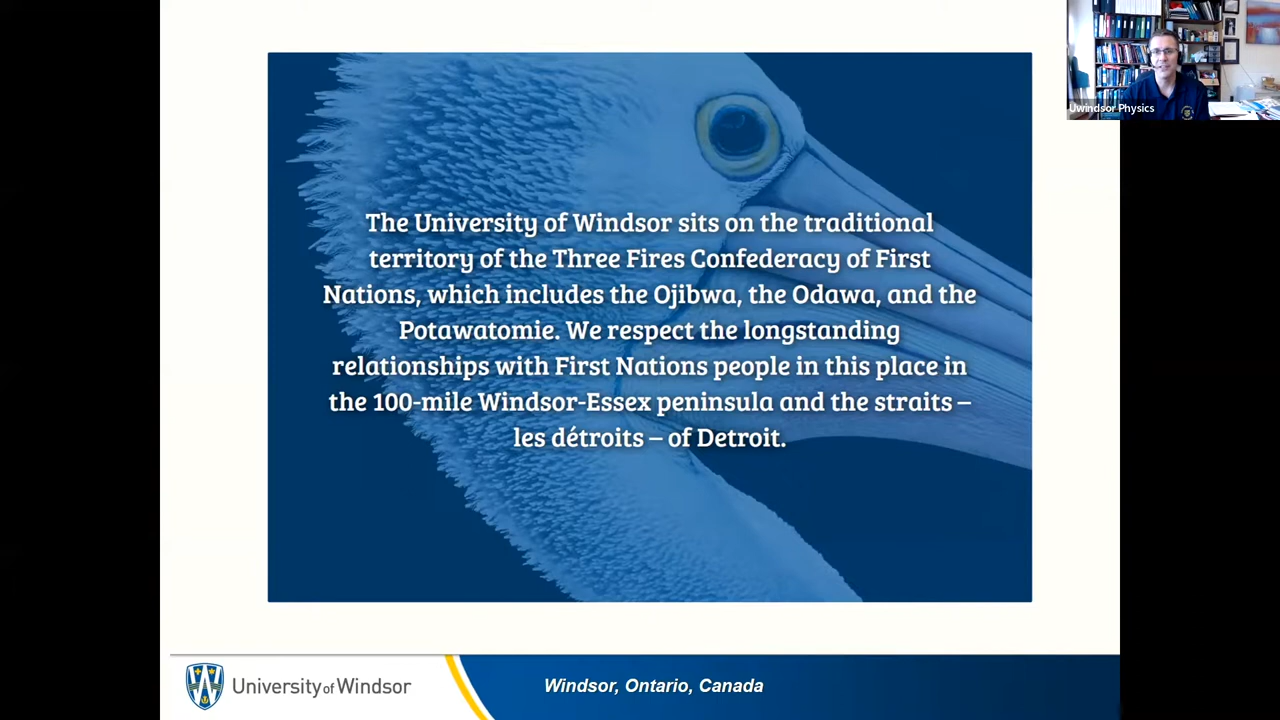 Uwindsor Physics
The University of Windsor sits on the traditional
territory of the Three Fires Confederacy of First
Nations, which includes the Ojibwa, the Odawa, and the
Potawatomie. We respect the longstanding
relationships with First Nations people in this place in
the 100-mile Windsor-Essex peninsula and the straits –
les détroits – of Detroit.
University of Windsor
Windsor, Ontario, Canada